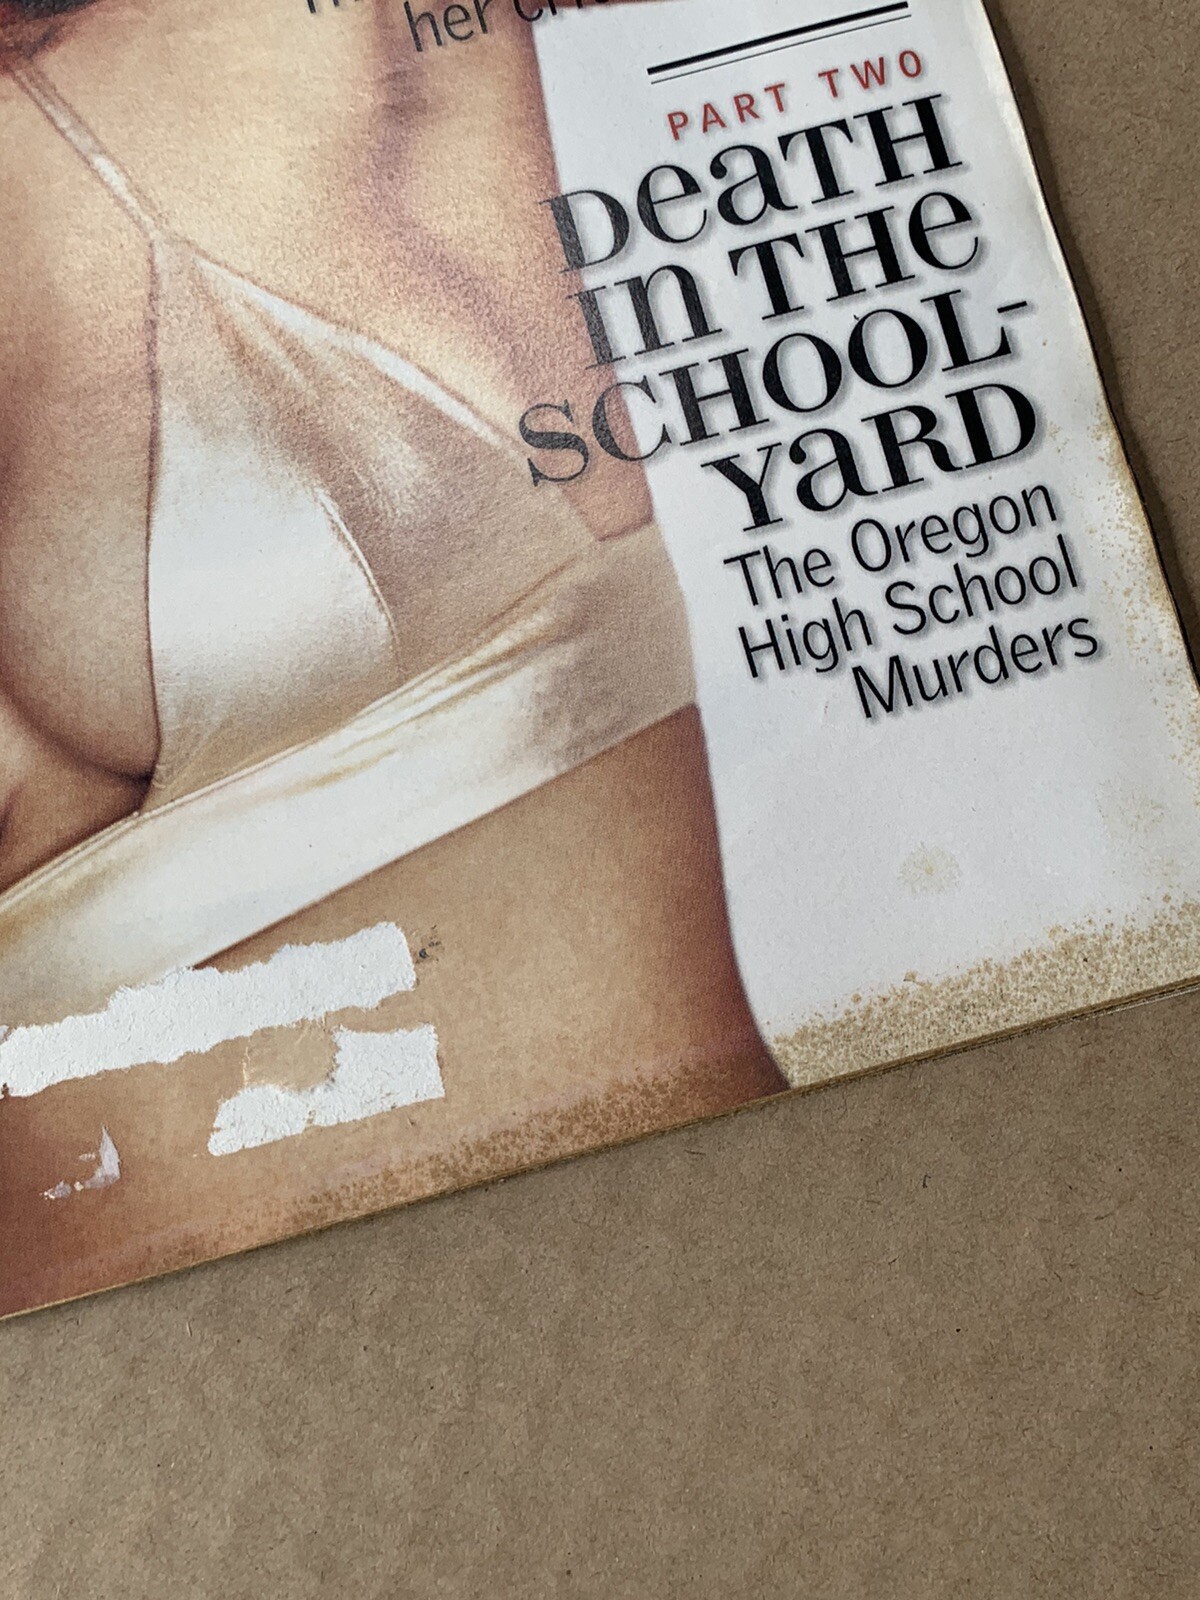 her
PART TWO
DeaTH
In THe
SCHOOL-
YaRD
The Oregon
High School
Murders